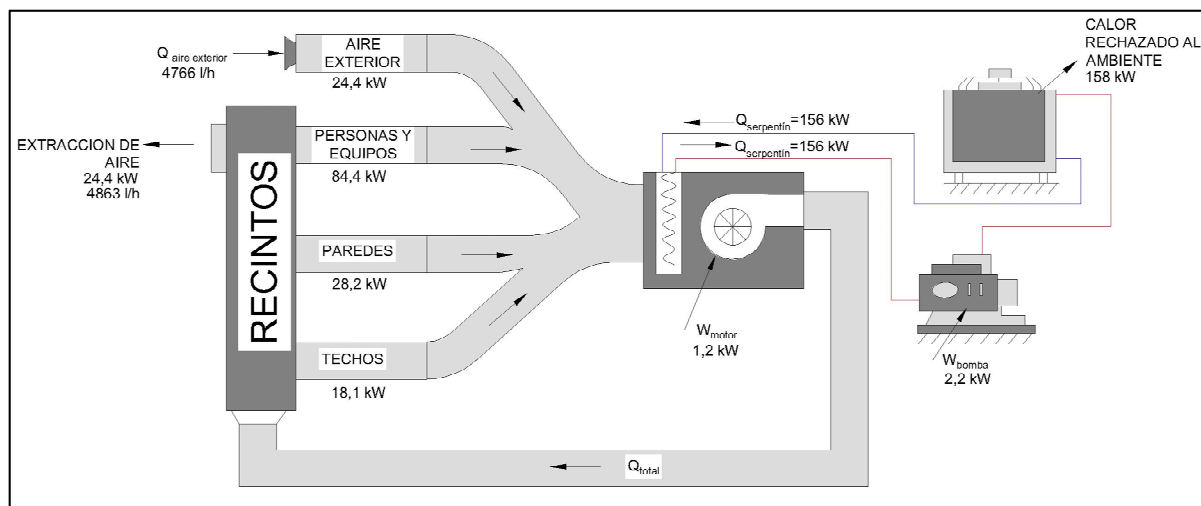 Q aire exterior
4766 l/h
AIRE
EXTERIOR
24,4 kW
EXTRACCION DE
AIRE
24,4 kW
4863 l/h
RECINTOS
PERSONAS Y
EQUIPOS
84,4 kW
PAREDES
28,2 kW
TECHOS
18,1 kW
Qtotal
Wmotor
1,2 kW
Qserpentín=156 kW
Qserpentín=156 kW
CALOR
RECHAZADO AL
AMBIENTE
158 kW
Wbomba
2,2 kW